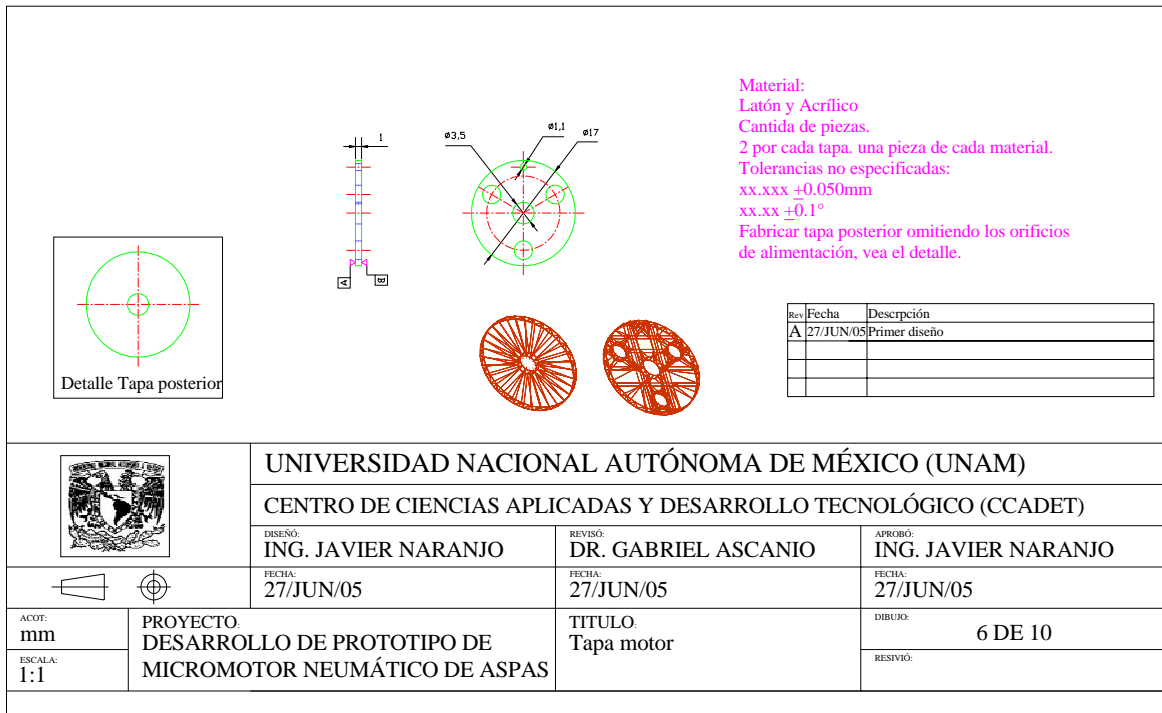 1
ø3,5
ø1,1
ø17
A
B
Material:
Latón y Acrílico
Cantida de piezas.
2 por cada tapa. una pieza de cada material.
Tolerancias no especificadas:
xx.xxx ±0.050mm
xx.xx ±0.1°
Fabricar tapa posterior omitiendo los orificios
de alimentación, vea el detalle.
Detalle Tapa posterior
Rev Fecha Descrpción
A 27/JUN/05 Primer diseño
UNIVERSIDAD NACIONAL AUTÓNOMA DE MÉXICO (UNAM)
CENTRO DE CIENCIAS APLICADAS Y DESARROLLO TECNOLÓGICO (CCADET)
DISEÑO: REVISÓ: APROBÓ:
ING. JAVIER NARANJO DR. GABRIEL ASCANIO ING. JAVIER NARANJO
FECHA: FECHA: FECHA:
27/JUN/05 27/JUN/05 27/JUN/05
ACOT:
mm
ESCALA:
1:1
PROYECTO:
DESARROLLO DE PROTOTIPO DE
MICROMOTOR NEUMÁTICO DE ASPAS
TITULO:
Tapa motor
DIBUJO:
6 DE 10
RESIVIÓ: